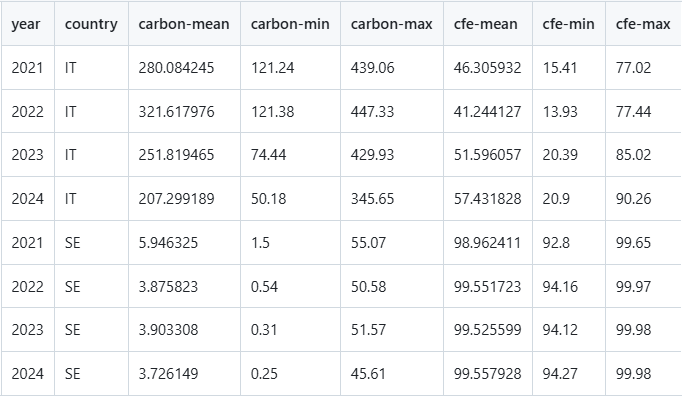 year country carbon-mean carbon-min carbon-max cfe-mean cfe-min cfe-max
2021 IT 280.084245 121.24 439.06 46.305932 15.41 77.02
2022 IT 321.617976 121.38 447.33 41.244127 13.93 77.44
2023 IT 251.819465 74.44 429.93 51.596057 20.39 85.02
2024 IT 207.299189 50.18 345.65 57.431828 20.9 90.26
2021 SE 5.946325 1.5 55.07 98.962411 92.8 99.65
2022 SE 3.875823 0.54 50.58 99.551723 94.16 99.97
2023 SE 3.903308 0.31 51.57 99.525599 94.12 99.98
2024 SE 3.726149 0.25 45.61 99.557928 94.27 99.98